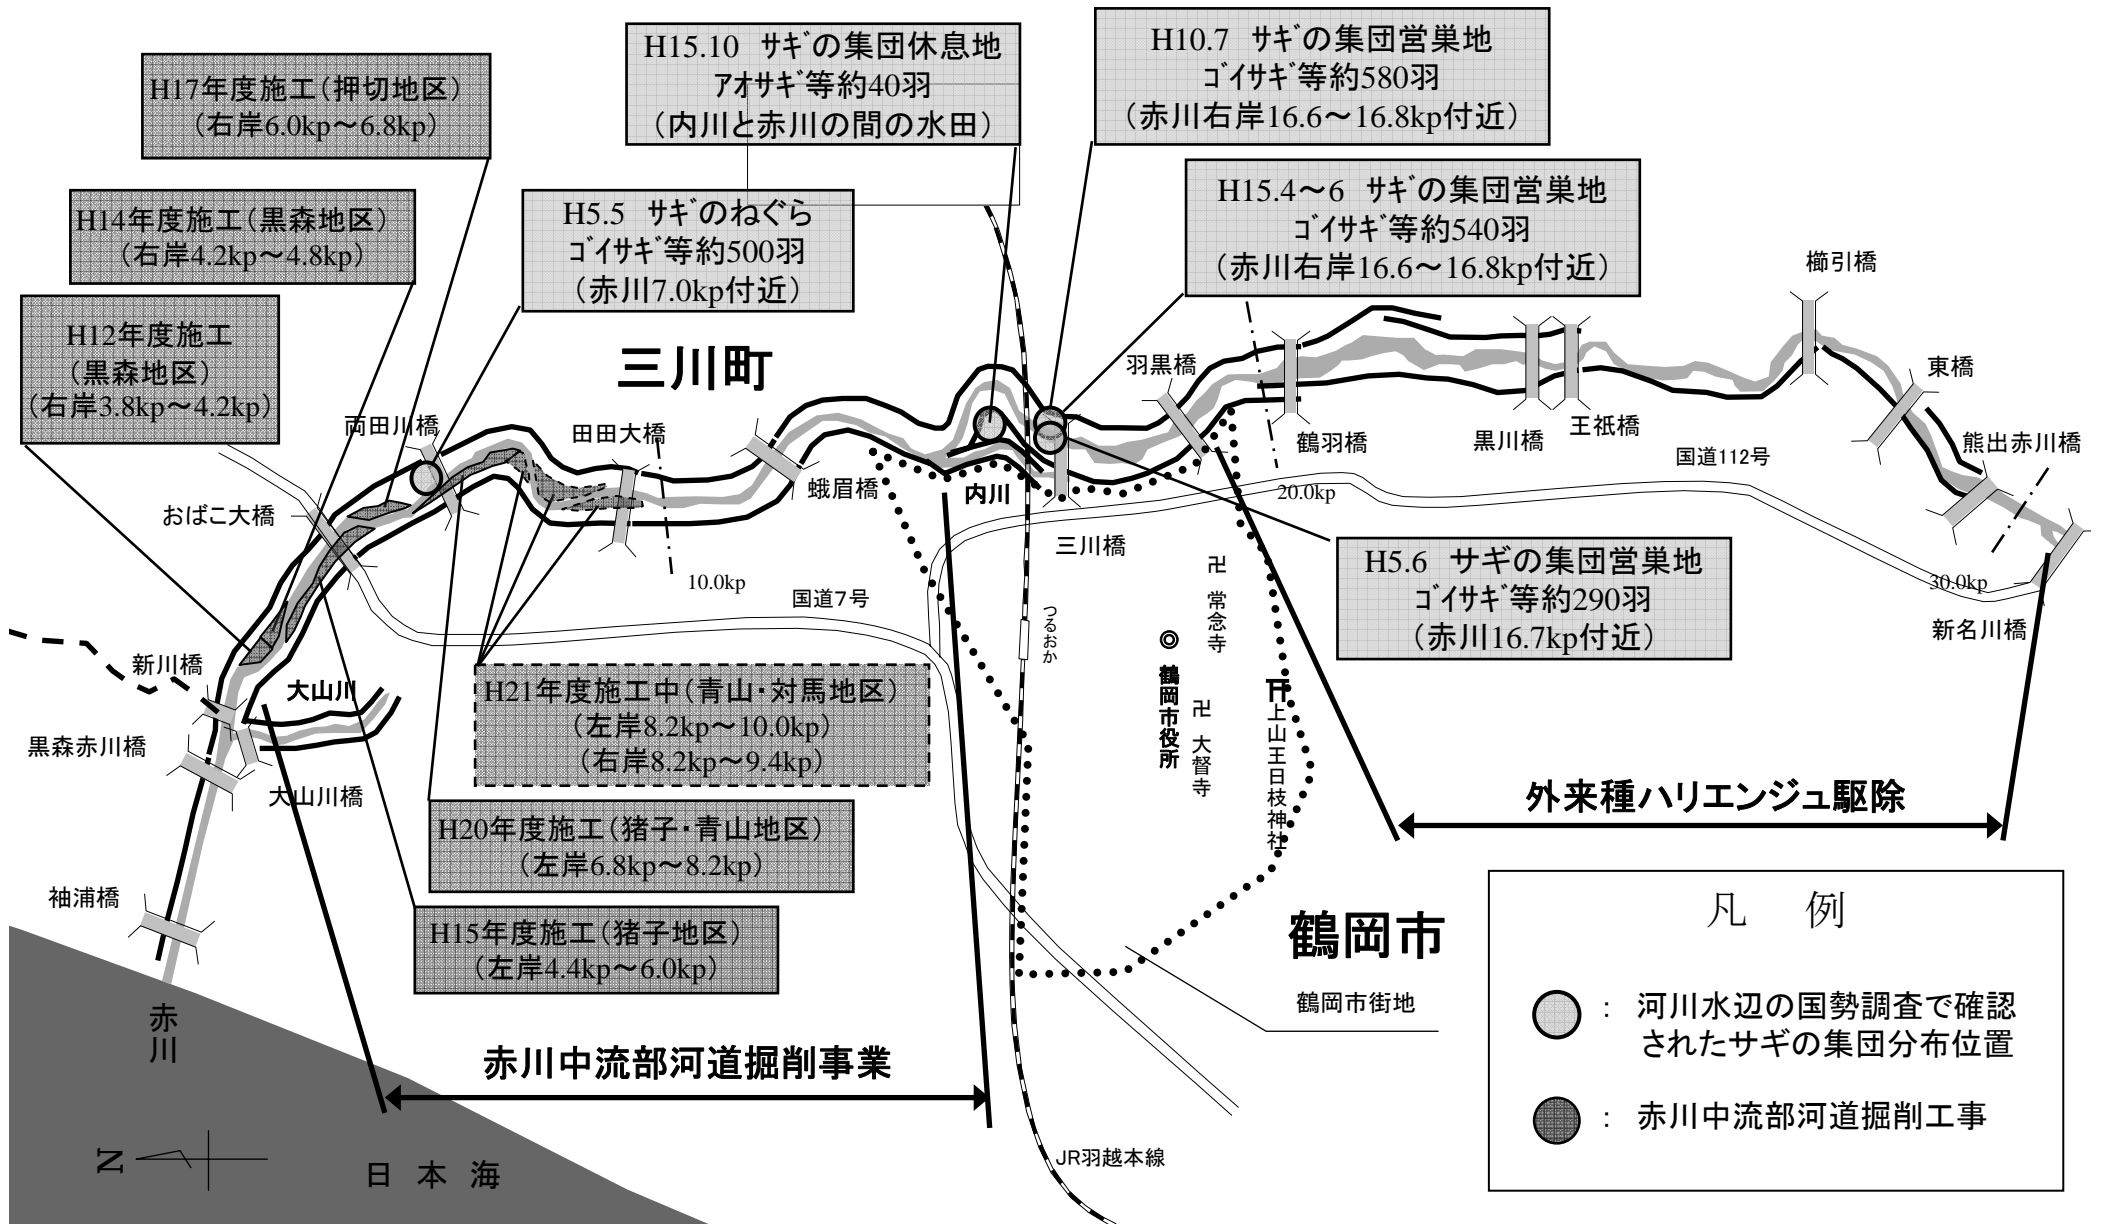 H17年度施工(押切地区)
(右岸6.0kp～6.8kp)
H15.10 サギの集団休息地
アオサギ等約40羽
(内川と赤川の間の水田)
H10.7 サギの集団営巣地
ゴイサギ等約580羽
(赤川右岸16.6～16.8kp付近)
H14年度施工(黒森地区)
(右岸4.2kp～4.8kp)
H5.5 サギのねぐら
ゴイサギ等約500羽
(赤川7.0kp付近)
H15.4～6 サギの集団営巣地
ゴイサギ等約540羽
(赤川右岸16.6～16.8kp付近)
H12年度施工
(黒森地区)
(右岸3.8kp～4.2kp)
三川町
櫛引橋
羽黒橋
東橋
両田川橋
田田大橋
鶴羽橋
黒川橋
王祇橋
熊出赤川橋
国道112号
蛾眉橋
内川
20.0kp
おばこ大橋
三川橋
10.0kp
国道7号
つるおか
30.0kp
新名川橋
H5.6 サギの集団営巣地
ゴイサギ等約290羽
(赤川16.7kp付近)
卍 常念寺
◎ 鶴岡市役所
卍 大督寺
上山王日枝神社
新川橋
大山川
黒森赤川橋
大山川橋
H21年度施工中(青山・対馬地区)
(左岸8.2kp～10.0kp)
(右岸8.2kp～9.4kp)
外来種ハリエンジュ駆除
H20年度施工(猪子・青山地区)
(左岸6.8kp～8.2kp)
袖浦橋
H15年度施工(猪子地区)
(左岸4.4kp～6.0kp)
鶴岡市
鶴岡市街地
赤川
赤川中流部河道掘削事業
凡 例
: 河川水辺の国勢調査で確認
されたサギの集団分布位置
: 赤川中流部河道掘削工事
N
日本海
JR羽越本線